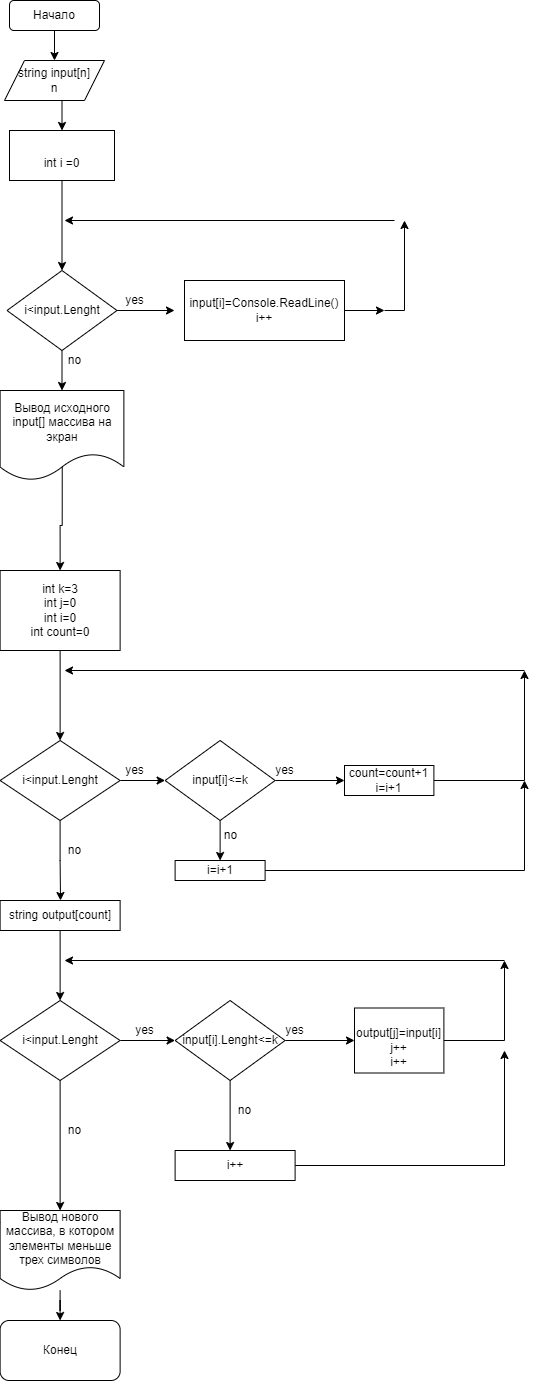 Начало
string input[n]
n
int i =0
i<input.Lenght
yes
input[i]=Console.ReadLine()
i++
no
Вывод исходного
input[] массива на
экран
int k=3
int j=0
int i=0
int count=0
i<input.Lenght
yes
input[i]<=k
yes
count=count+1
i=i+1
no
no
i=i+1
string output[count]
i<input.Lenght
yes
input[i].Lenght<=k
yes
output[j]=input[i]
j++
i++
no
no
i++
Вывод нового
массива, в котором
элементы меньше
трех символов
Конец